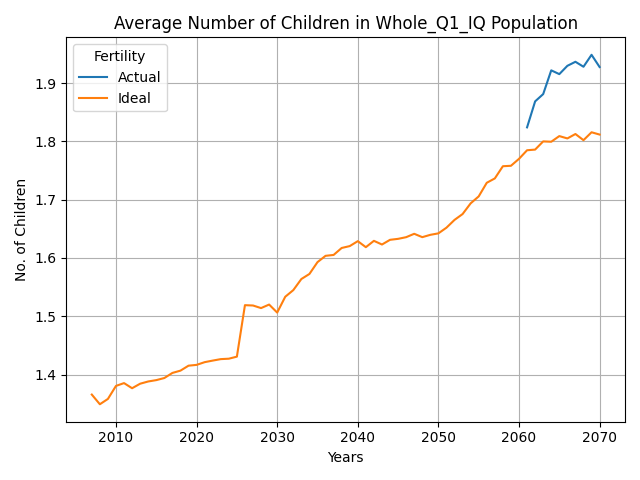 Average Number of Children in Whole_Q1_IQ Population
Fertility
Actual
Ideal
No. of Children
1.9
1.8
1.7
1.6
1.5
1.4
2010 2020 2030 2040 2050 2060 2070
Years